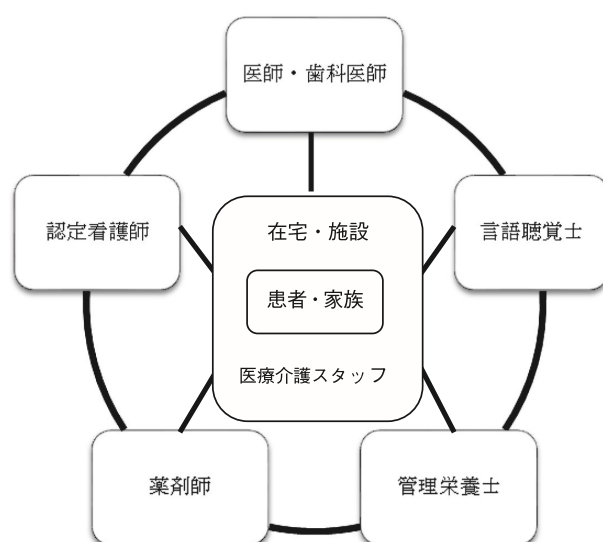 医師・歯科医師
認定看護師
言語聴覚士
在宅・施設
患者・家族
医療介護スタッフ
薬剤師
管理栄養士